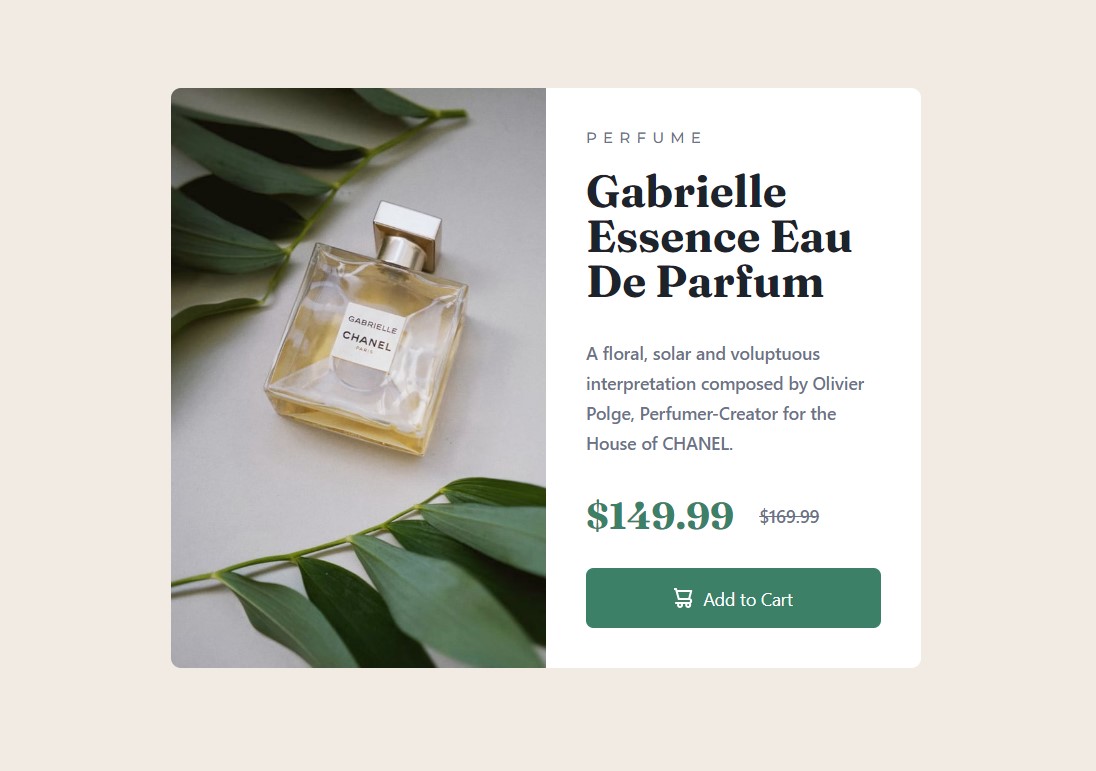 GABRIELLE
CHANEL
PARIS
PERFUME
Gabrielle
Essence Eau
De Parfum
A floral, solar and voluptuous
interpretation composed by Olivier
Polge, Perfumer-Creator for the
House of CHANEL.
$149.99 $169.99
Add to Cart